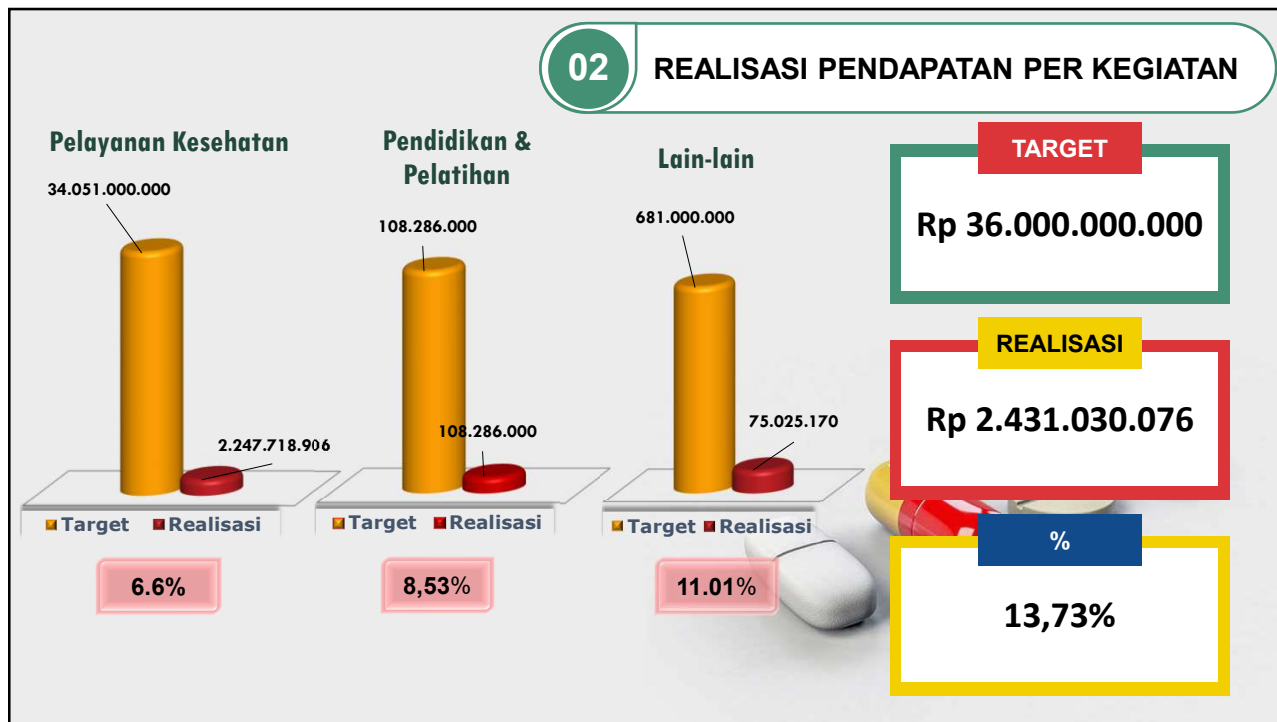 02
REALISASI PENDAPATAN PER KEGIATAN
Pelayanan Kesehatan
34.051.000.000
2.247.718.906
Target Realisasi
6.6%
Pendidikan &
Pelatihan
108.286.000
108.286.000
Target Realisasi
8,53%
Lain-lain
681.000.000
75.025.170
Target Realisasi
11.01%
TARGET
Rp 36.000.000.000
REALISASI
Rp 2.431.030.076
%
13,73%